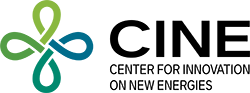 CINE
CENTER FOR INNOVATION
ON NEW ENERGIES